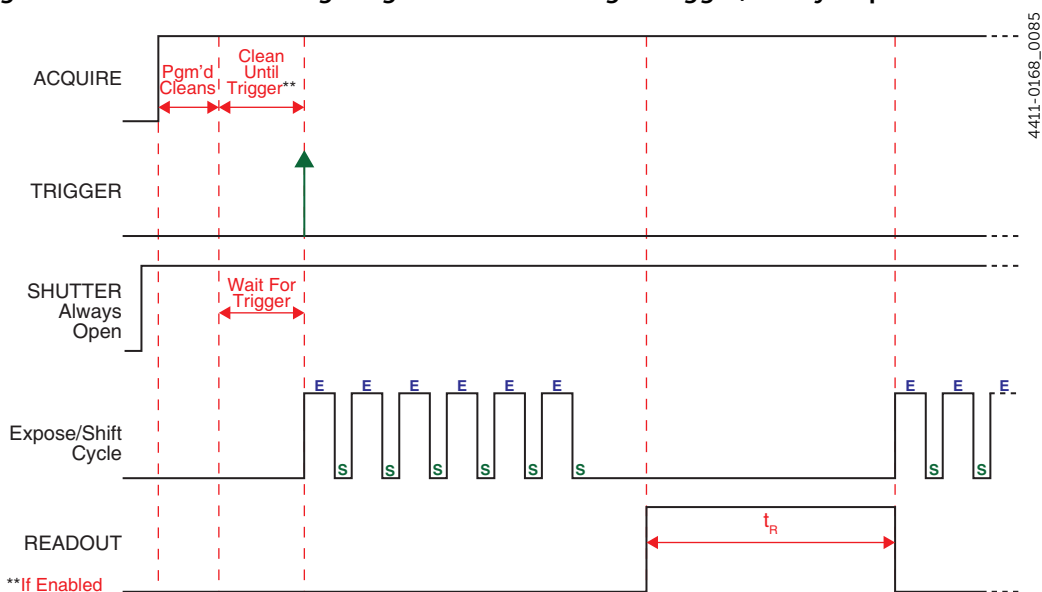 4411-0168_0085
ACQUIRE
Pgm'd
Cleans
Clean
Until
Trigger**
TRIGGER
SHUTTER
Always
Open
Wait For
Trigger
Expose/Shift
Cycle
E E E E E E E E E
S S S S S S S S
READOUT
tR
**If Enabled